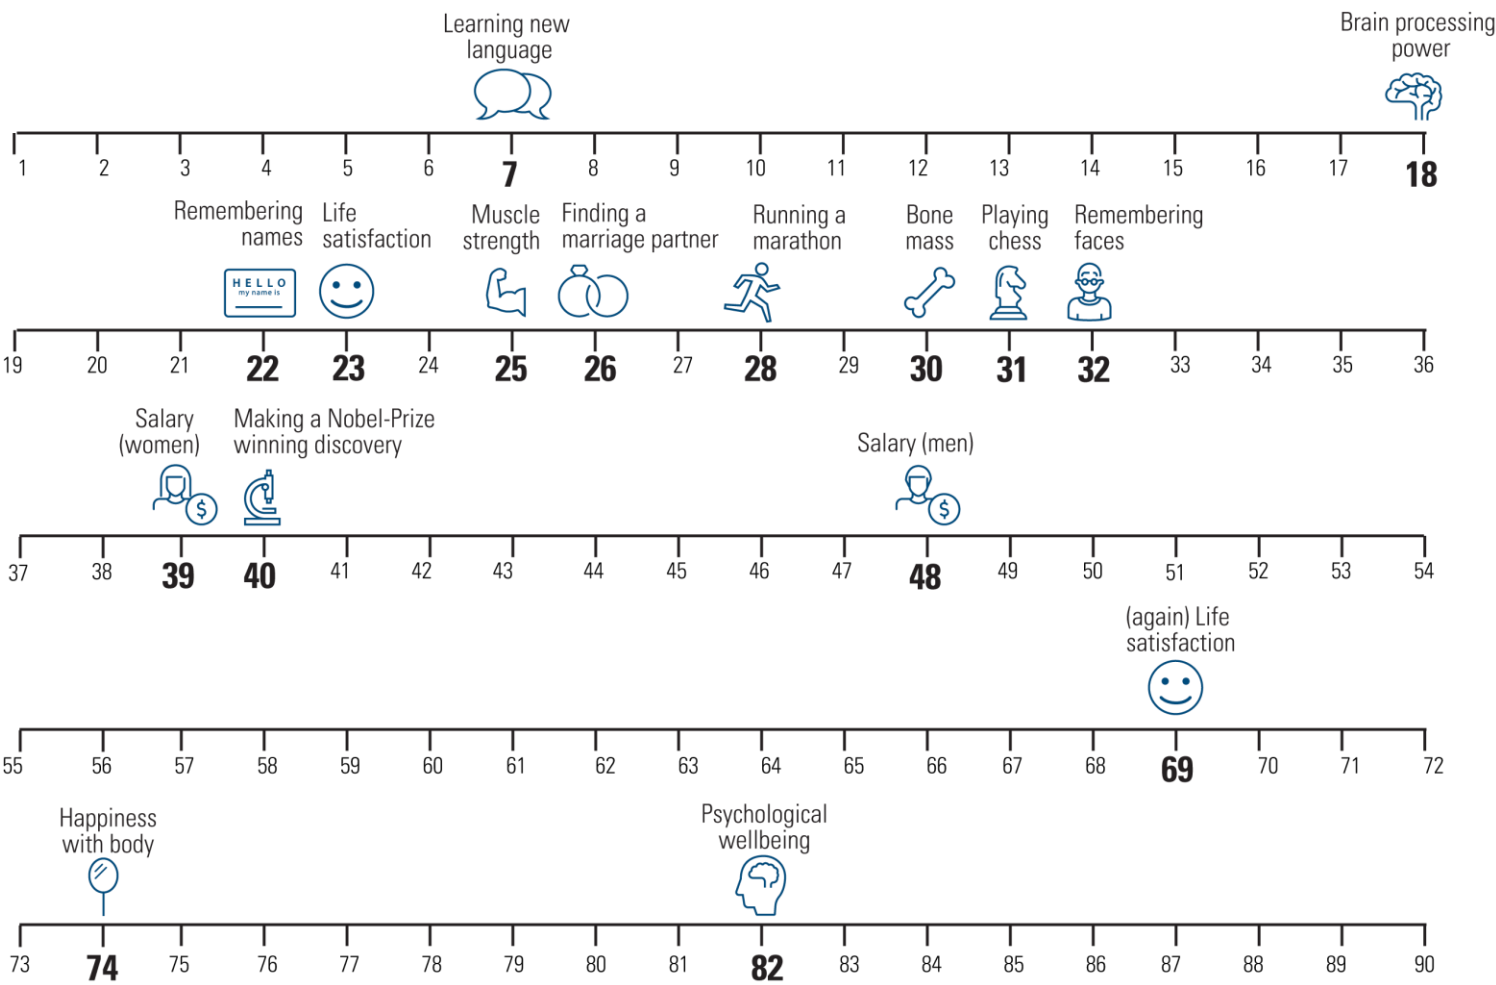 Learning new
language
Brain processing
power
1 2 3 4 5 6 7 8 9 10 11 12 13 14 15 16 17 18
Remembering
names
Life
satisfaction
Muscle
strength
Finding a
marriage partner
Running a
marathon
Bone
mass
Playing
chess
Remembering
faces
HELLO
my name is
19 20 21 22 23 24 25 26 27 28 29 30 31 32 33 34 35 36
Salary
(women)
Making a Nobel-Prize
winning discovery
Salary (men)
$
$
37 38 39 40 41 42 43 44 45 46 47 48 49 50 51 52 53 54
(again) Life
satisfaction
55 56 57 58 59 60 61 62 63 64 65 66 67 68 69 70 71 72
Happiness
with body
Psychological
wellbeing
73 74 75 76 77 78 79 80 81 82 83 84 85 86 87 88 89 90